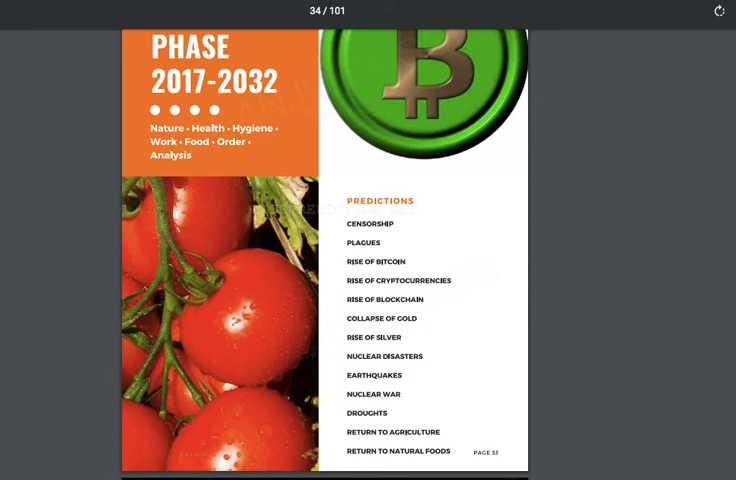 34 / 101
PHASE
2017-2032
Nature • Health • Hygiene •
Work • Food • Order •
Analysis
PREDICTIONS
CENSORSHIP
PLAGUES
RISE OF BITCOIN
RISE OF CRYPTOCURRENCIES
RISE OF BLOCKCHAIN
COLLAPSE OF GOLD
RISE OF SILVER
NUCLEAR DISASTERS
EARTHQUAKES
NUCLEAR WAR
DROUGHTS
RETURN TO AGRICULTURE
RETURN TO NATURAL FOODS
PAGE 33